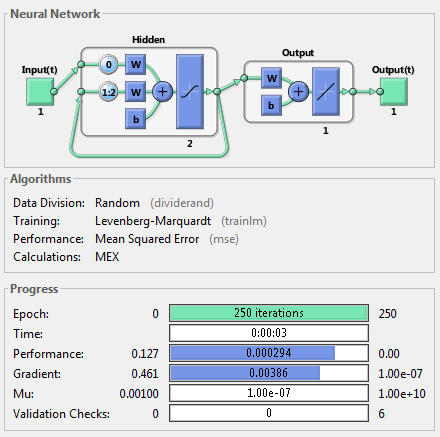 Neural Network
Hidden
Output
Input(t)
0
W
W
Output(t)
1:2
W
b
b
1
2
1
1
Algorithms
Data Division: Random (dividerand)
Training: Levenberg-Marquardt (trainlm)
Performance: Mean Squared Error (mse)
Calculations: MEX
Progress
Epoch: 0 250 iterations 250
Time: 0:00:03
Performance: 0.127 0.000294 0.00
Gradient: 0.461 0.00386 1.00e-07
Mu: 0.00100 1.00e-07 1.00e+10
Validation Checks: 0 0 6